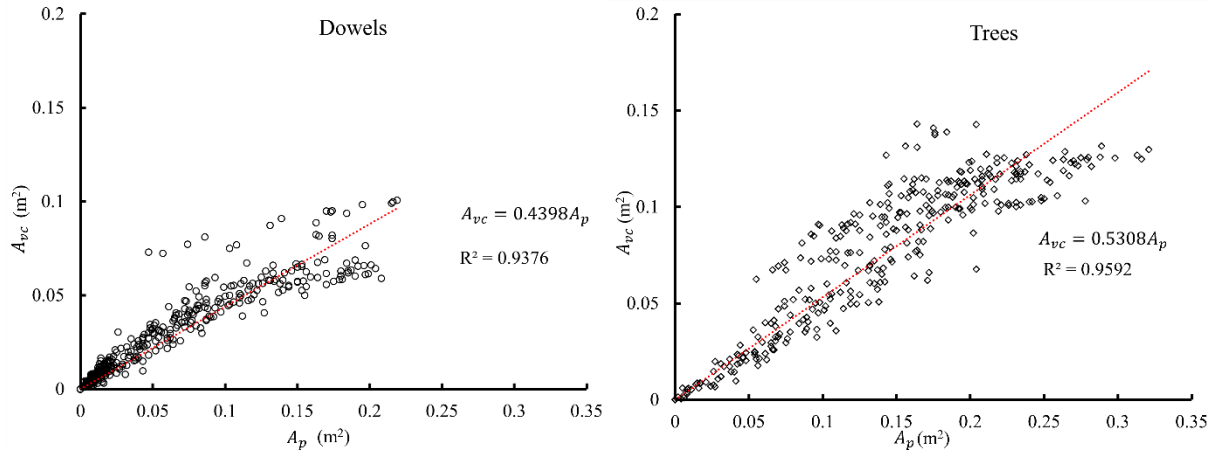 Dowels
0.2
0.15
0.1
0.05
0
A_vc (m²)
A_vc = 0.4398A_p
R² = 0.9376
0 0.05 0.1 0.15 0.2 0.25 0.3 0.35
A_p (m²)
Trees
0.2
0.15
0.1
0.05
0
A_vc (m²)
A_vc = 0.5308A_p
R² = 0.9592
0 0.05 0.1 0.15 0.2 0.25 0.3 0.35
A_p (m²)